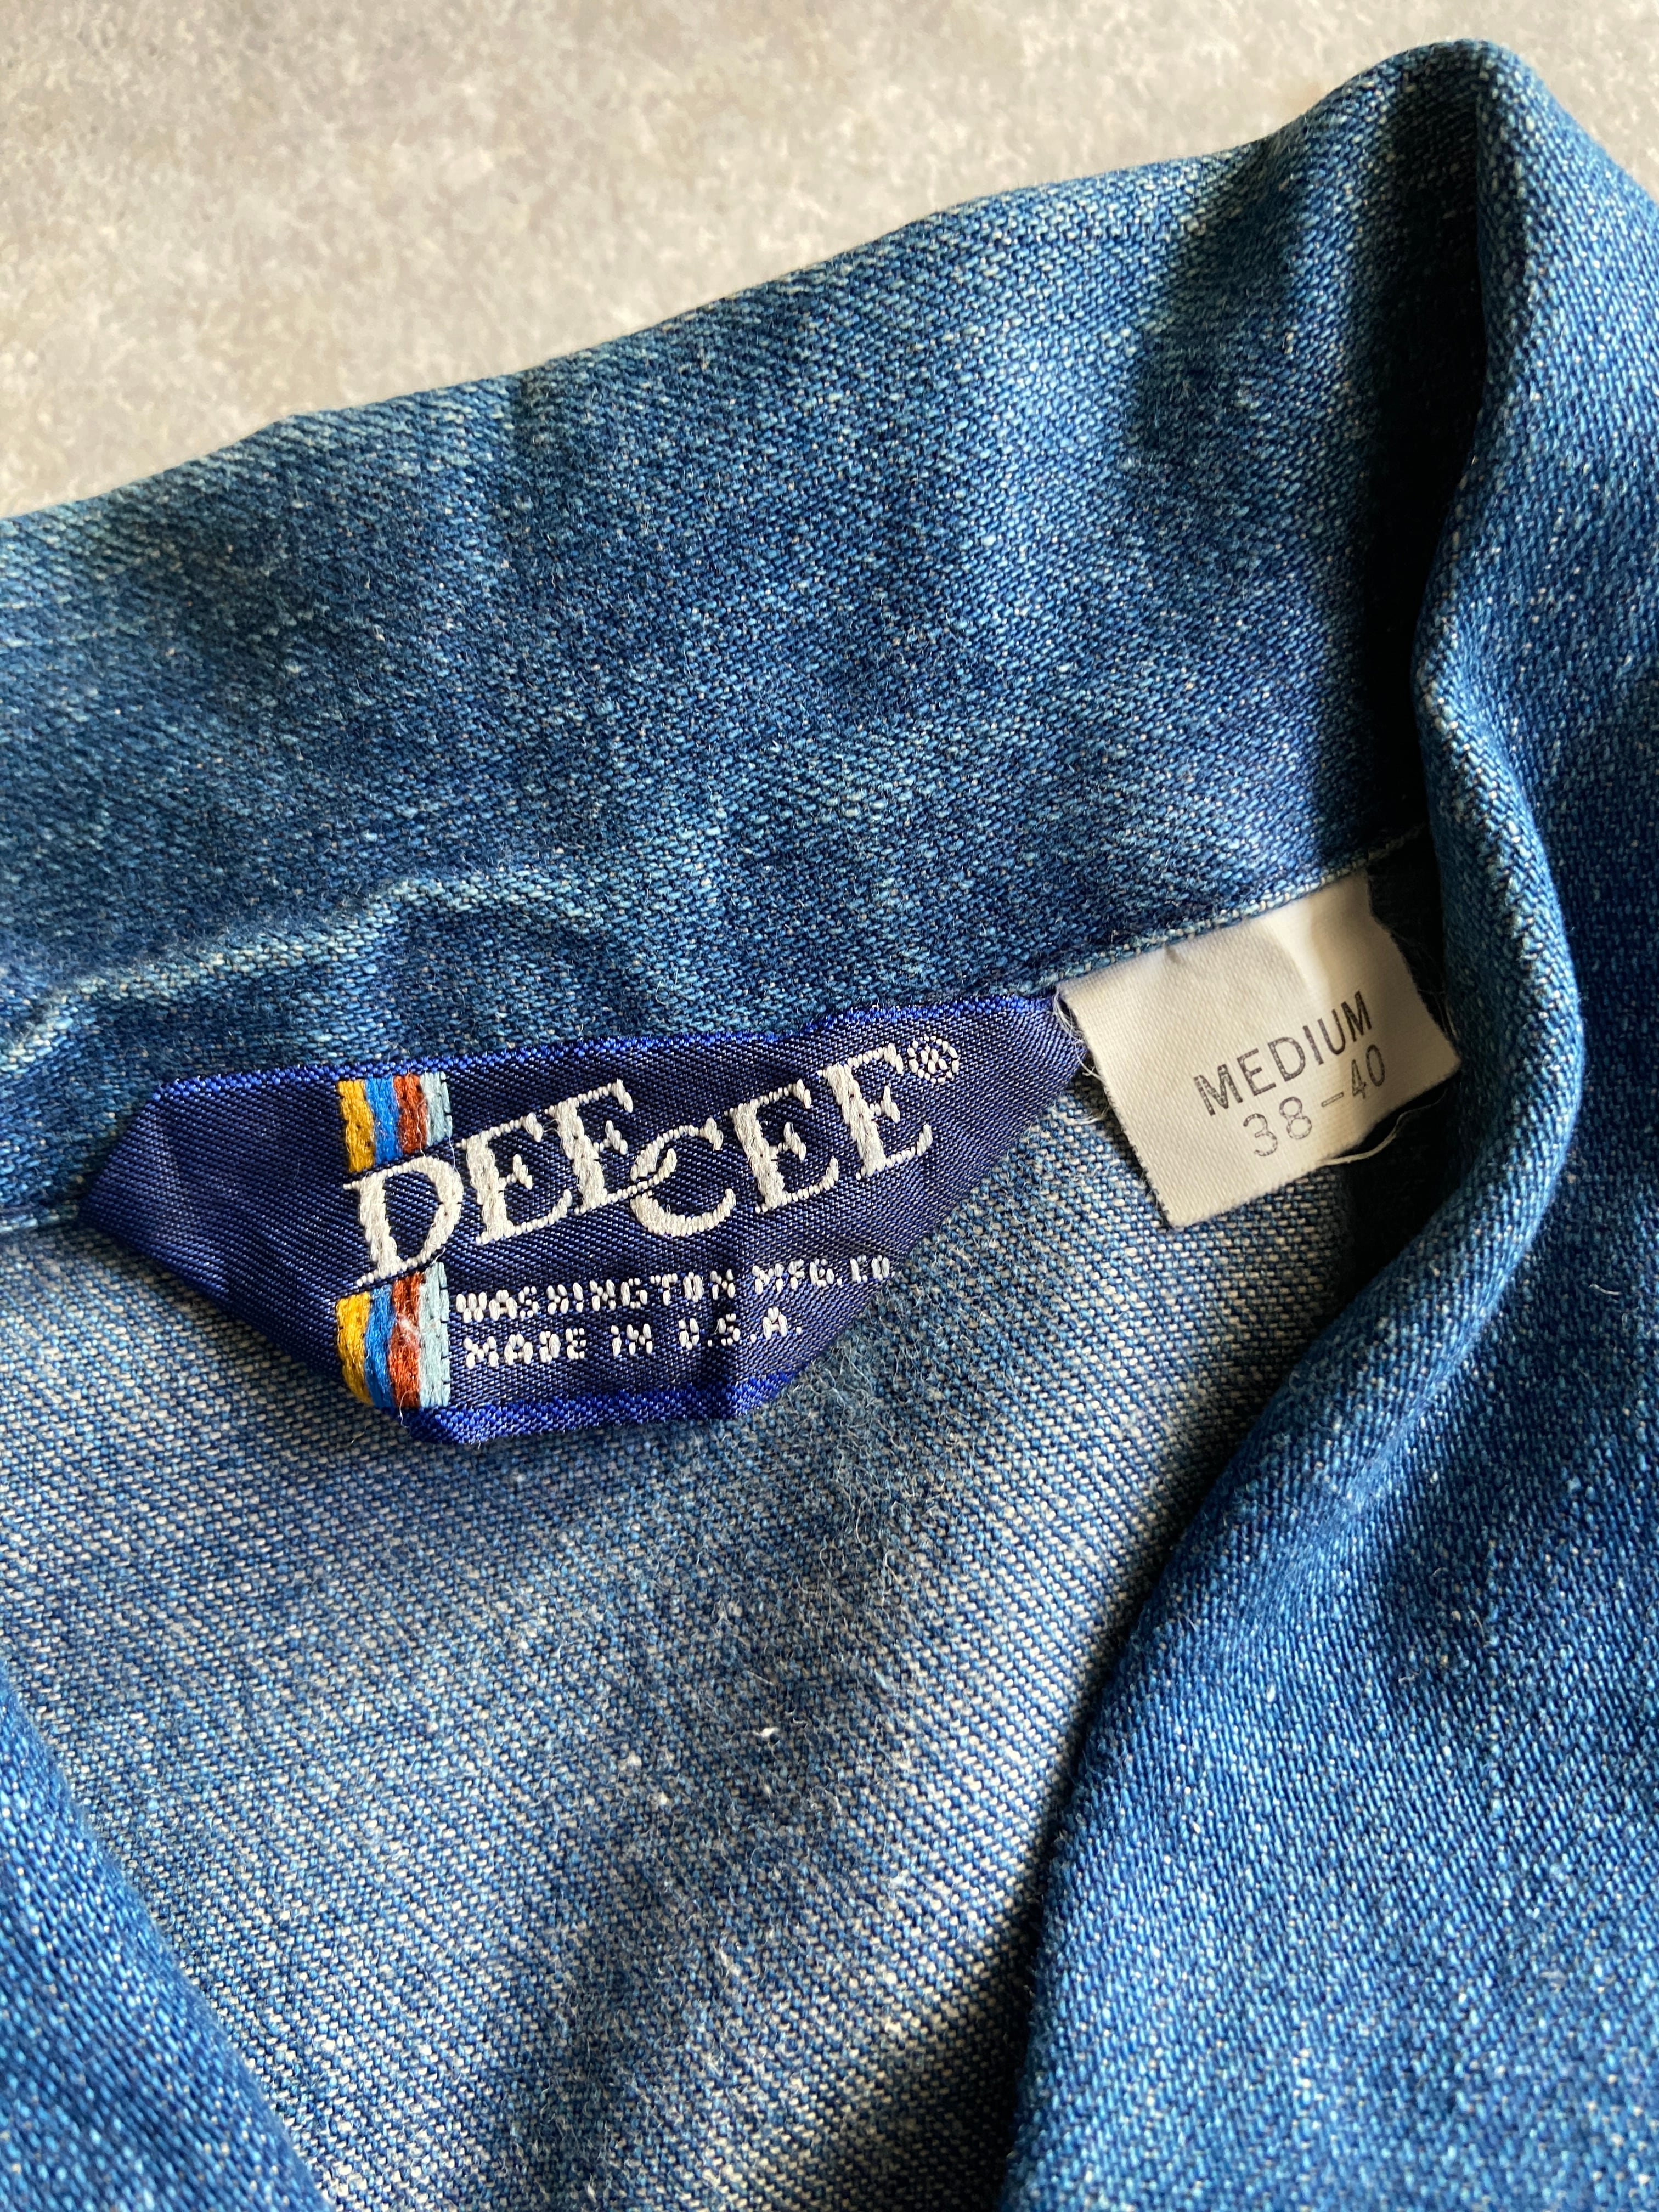 DEE CEE®
WASHINGTON MFG. CO.
MADE IN U.S.A.
MEDIUM
38-40